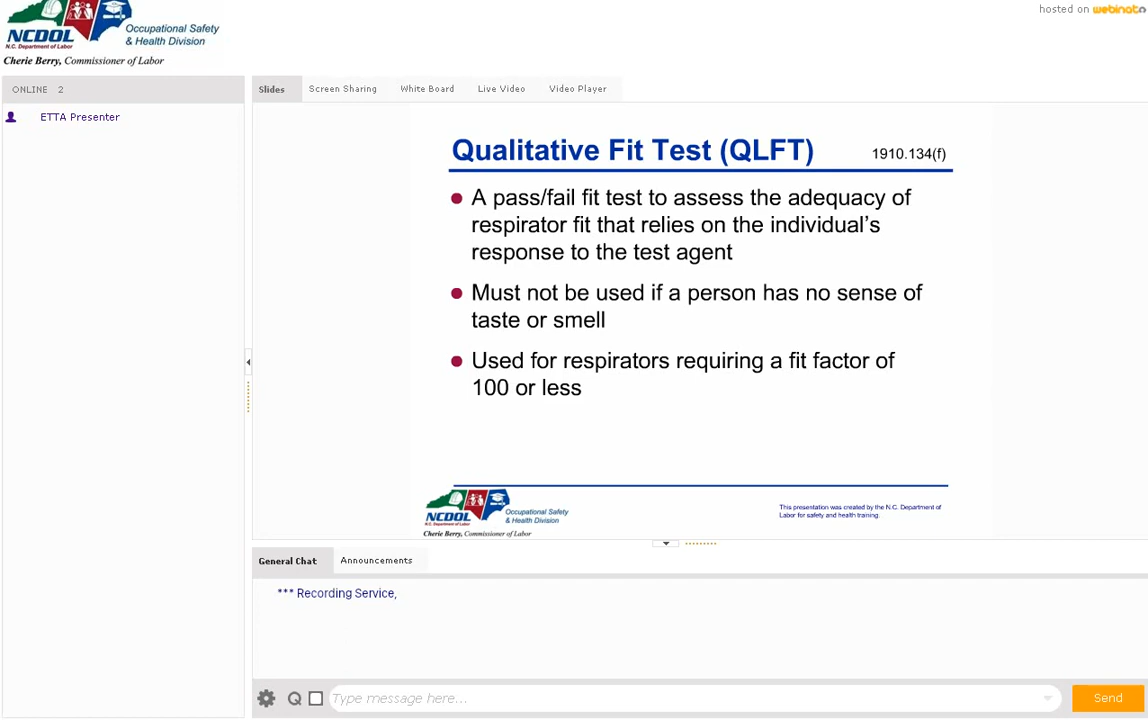 hosted on webinato
NCDOL
N.C. Department of Labor
Occupational Safety
& Health Division
Cherie Berry, Commissioner of Labor
ONLINE 2
ETTA Presenter
Slides Screen Sharing White Board Live Video Video Player
Qualitative Fit Test (QLFT) 1910.134(f)
A pass/fail fit test to assess the adequacy of
respirator fit that relies on the individual's
response to the test agent
Must not be used if a person has no sense of
taste or smell
Used for respirators requiring a fit factor of
100 or less
NCDOL
N.C. Department of Labor
Occupational Safety
& Health Division
Cherie Berry, Commissioner of Labor
This presentation was created by the N.C. Department of
Labor for safety and health training.
General Chat Announcements
*** Recording Service,
Q Type message here... Send